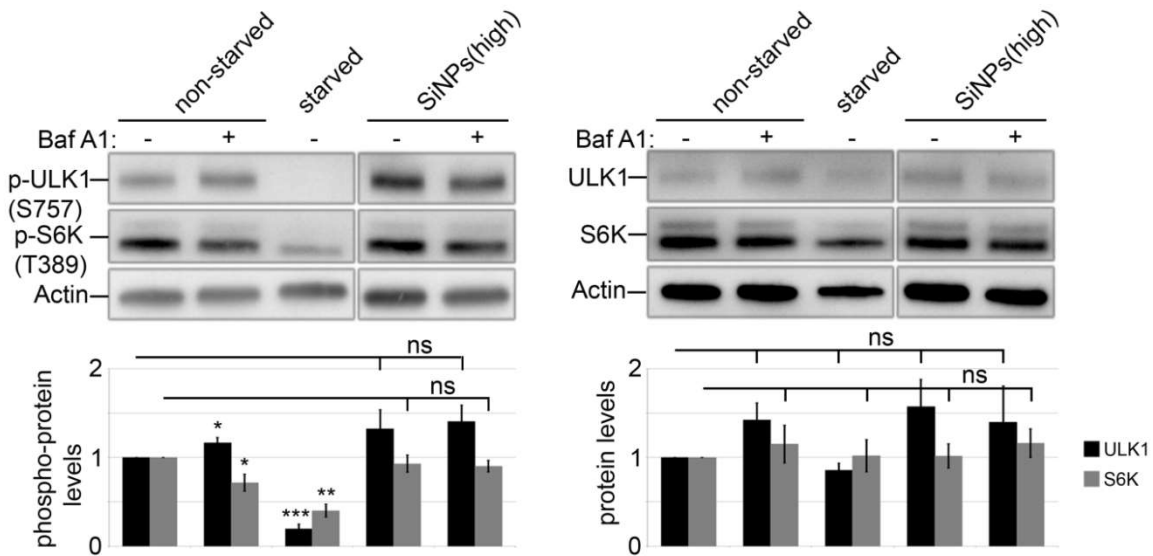 non-starved
starved
SiNPs(high)
Baf A1: - + - - +
p-ULK1
(S757)
p-S6K
(T389)
Actin
ns
ns
phospho-protein
levels
2
1
0
* * *** **
non-starved
starved
SiNPs(high)
Baf A1: - + - - +
ULK1
S6K
Actin
ns
ns
protein levels
2
1
0
ULK1
S6K